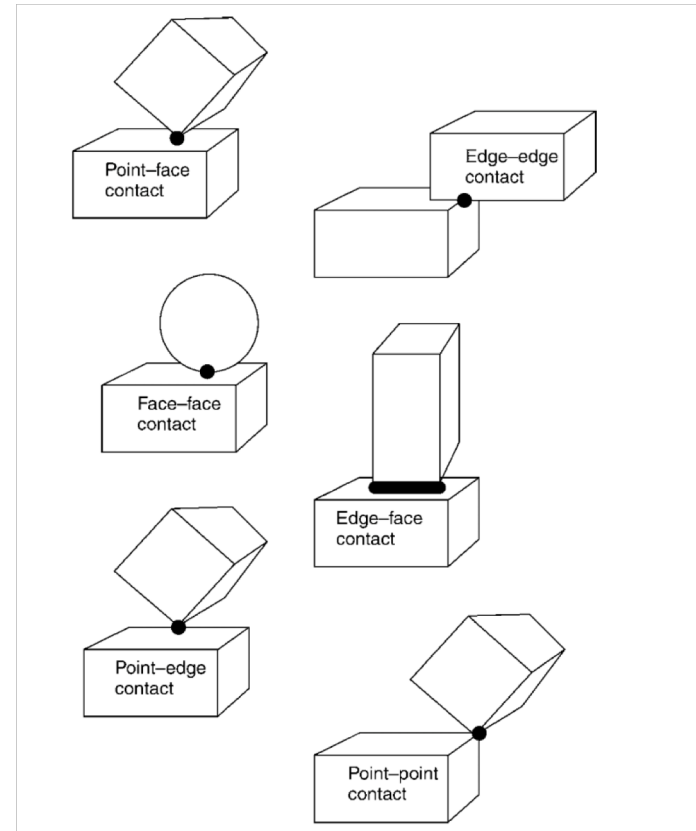 Point–face
contact
Edge–edge
contact
Face–face
contact
Edge–face
contact
Point–edge
contact
Point–point
contact